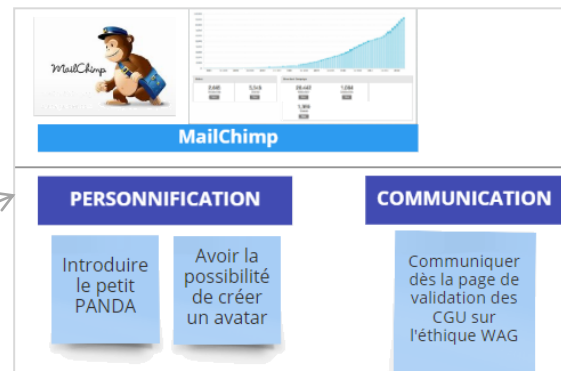 MailChimp
MailChimp
PERSONNIFICATION
COMMUNICATION
Introduire
le petit
PANDA
Avoir la
possibilité
de créer
un avatar
Communiquer
dès la page de
validation des
CGU sur
l'éthique WAG